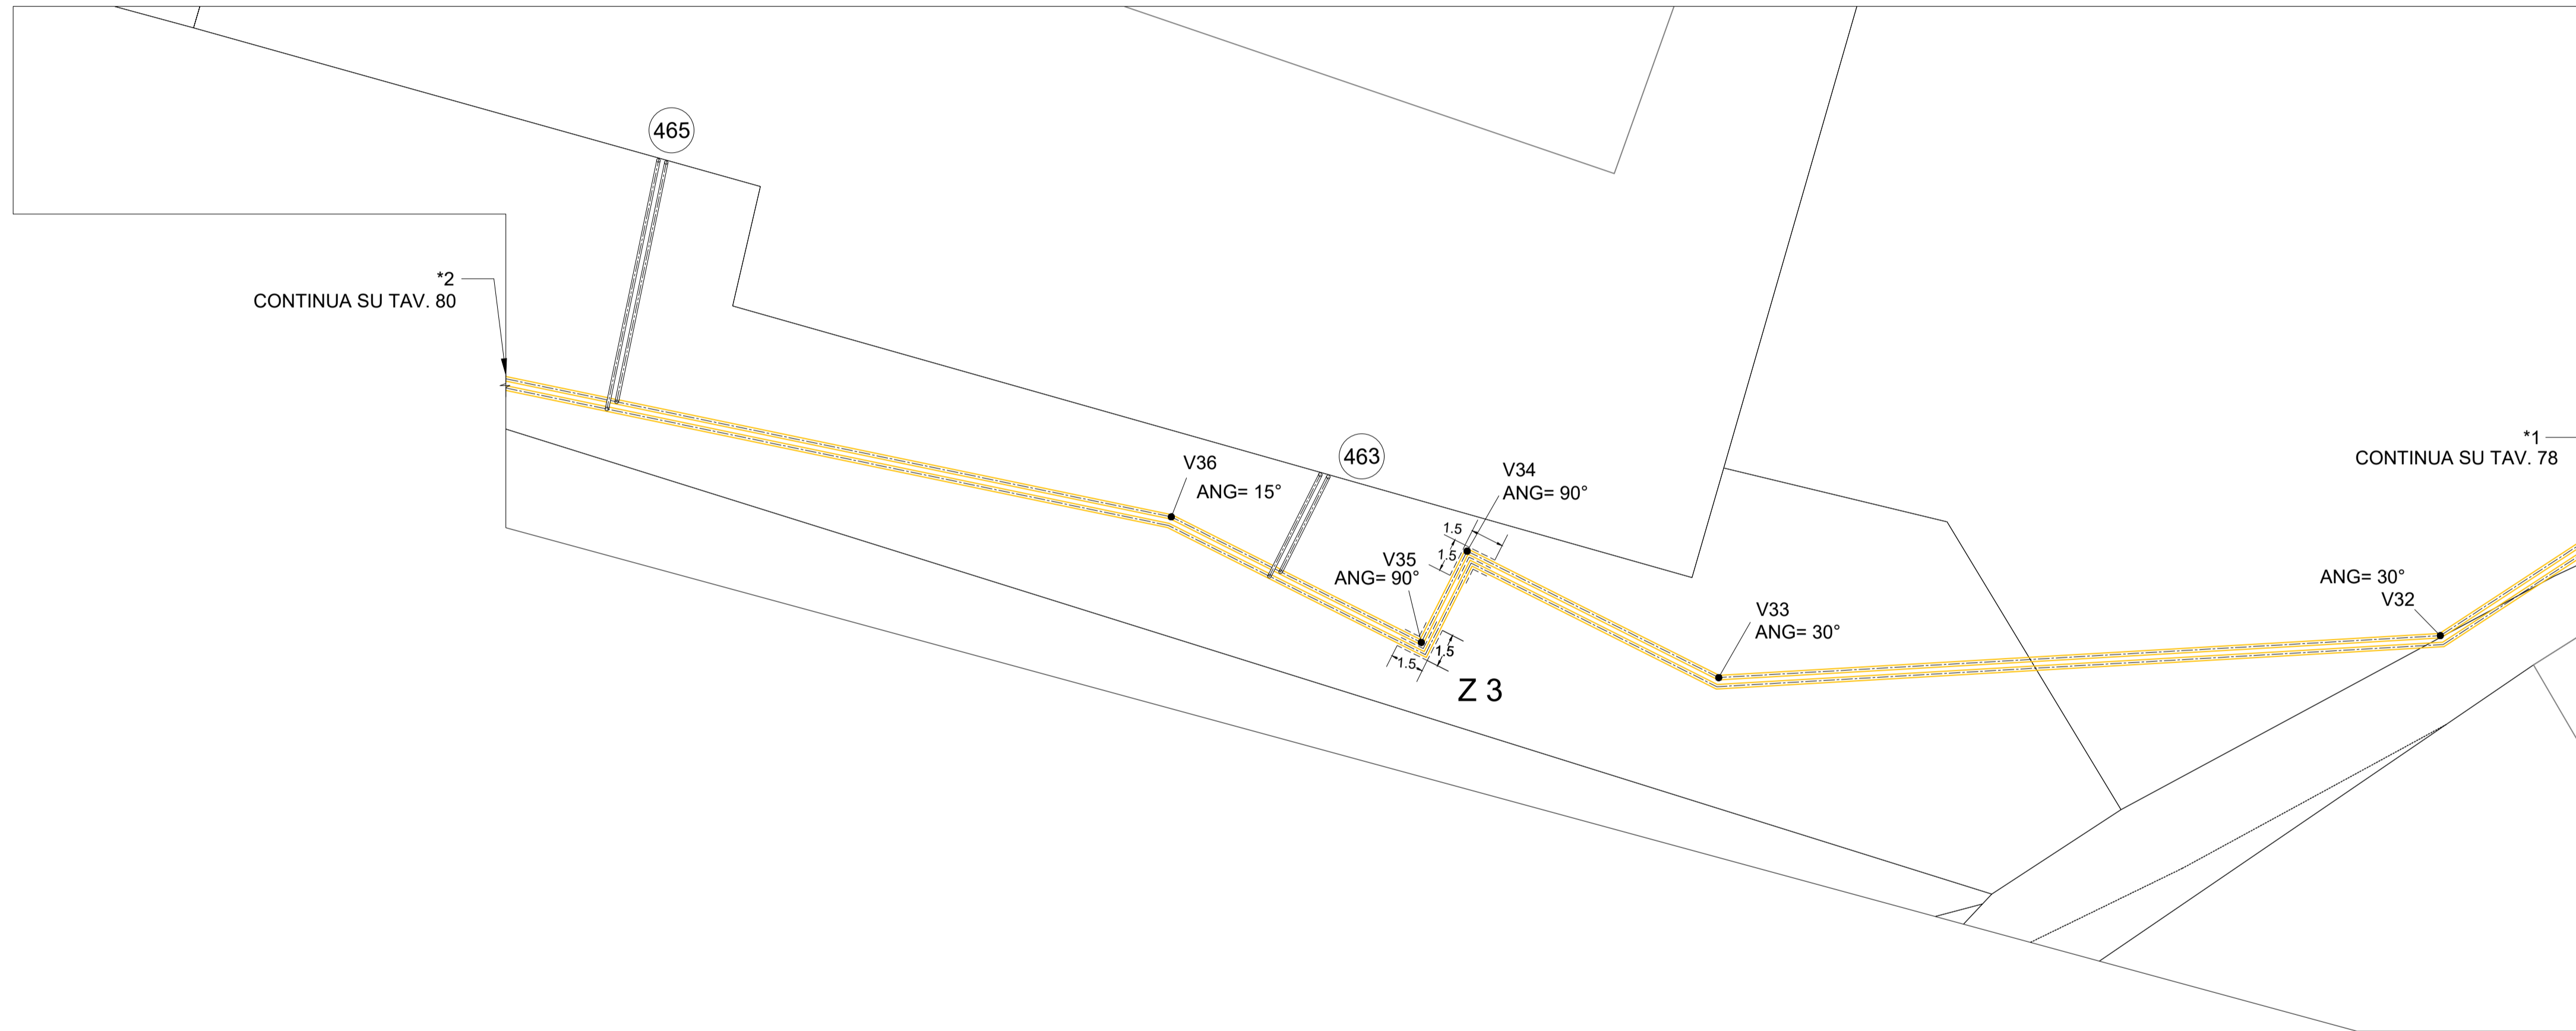 465
*2
CONTINUA SU TAV. 80
*1
CONTINUA SU TAV. 78
463
V36
ANG= 15°
V34
ANG= 90°
1.5
1.5
V35
ANG= 90°
ANG= 30°
V32
V33
ANG= 30°
1.5
1.5
Z 3